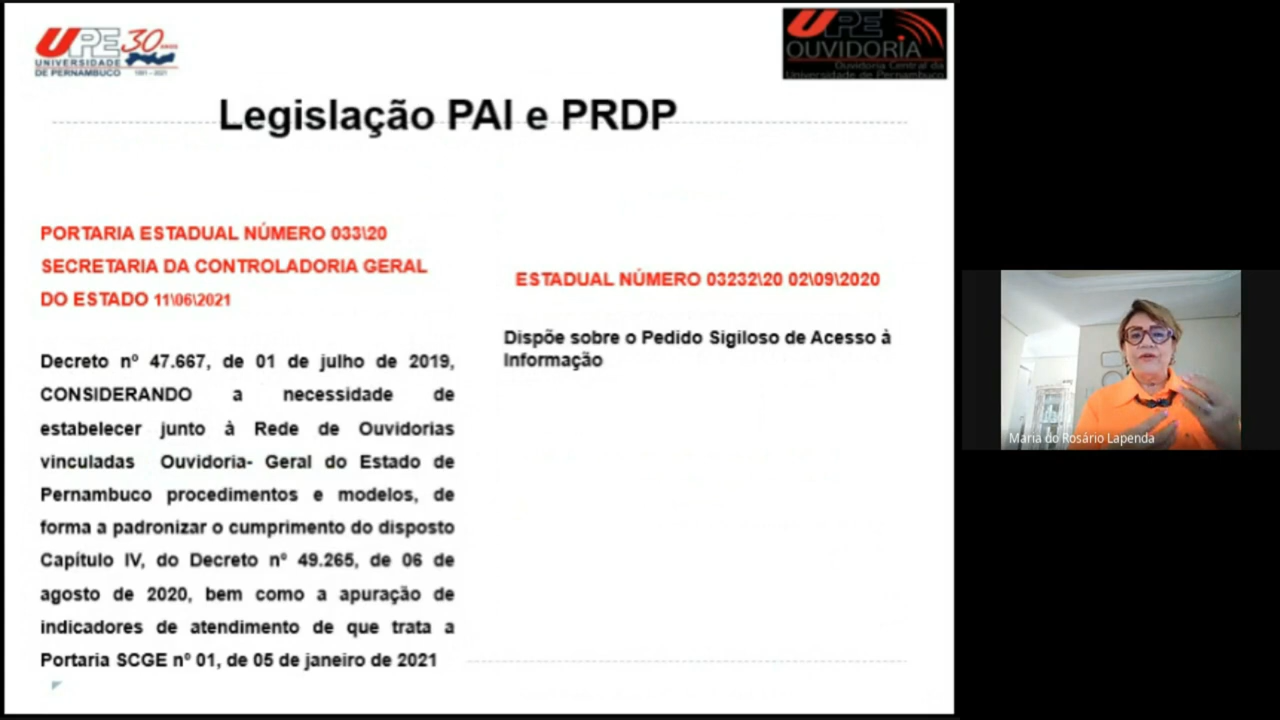 UPE 30 ANOS
UNIVERSIDADE
DE PERNAMBUCO 1991 - 2021
UPE
OUVIDORIA
Ouvidoria Central da
Universidade de Pernambuco
Legislação PAI e PRDP
PORTARIA ESTADUAL NÚMERO 033\20
SECRETARIA DA CONTROLADORIA GERAL
DO ESTADO 11\06\2021
Decreto nº 47.667, de 01 de julho de 2019,
CONSIDERANDO a necessidade de
estabelecer junto à Rede de Ouvidorias
vinculadas Ouvidoria- Geral do Estado de
Pernambuco procedimentos e modelos, de
forma a padronizar o cumprimento do disposto
Capítulo IV, do Decreto nº 49.265, de 06 de
agosto de 2020, bem como a apuração de
indicadores de atendimento de que trata a
Portaria SCGE nº 01, de 05 de janeiro de 2021
ESTADUAL NÚMERO 03232\20 02\09\2020
Dispõe sobre o Pedido Sigiloso de Acesso à
Informação
Maria do Rosário Lapenda